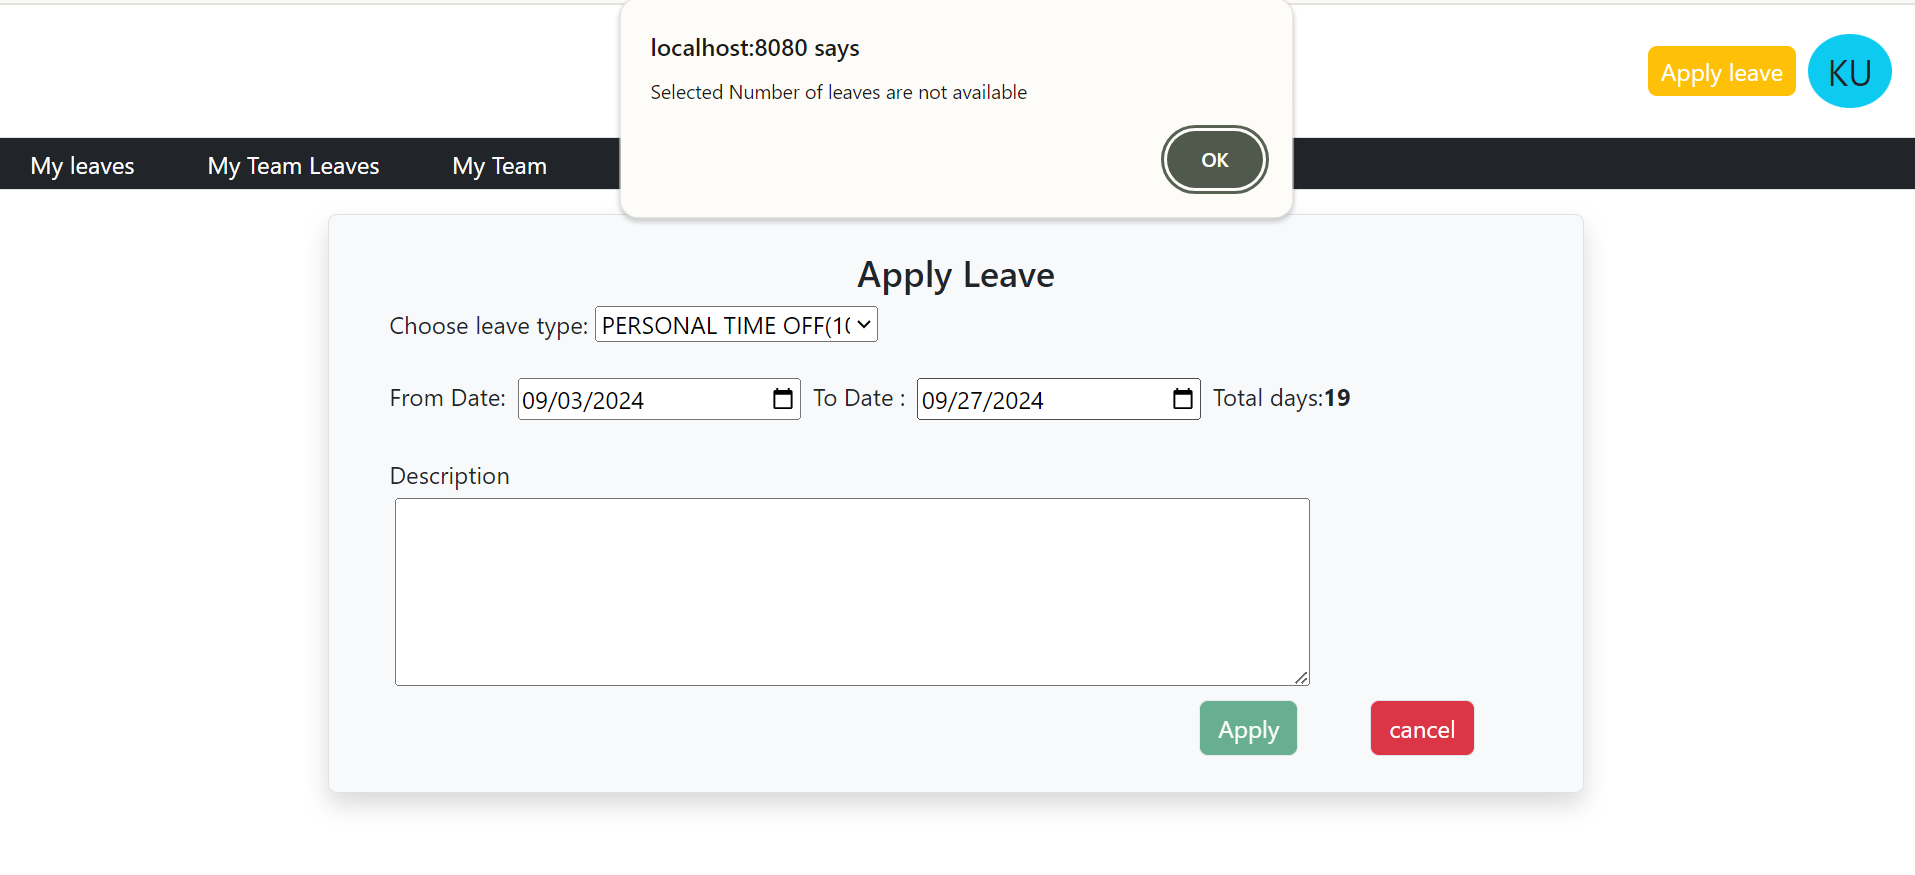 localhost:8080 says
Selected Number of leaves are not available
OK
Apply leave
KU
My leaves My Team Leaves My Team
Apply Leave
Choose leave type: PERSONAL TIME OFF(10
From Date: 09/03/2024 To Date : 09/27/2024 Total days:19
Description
Apply cancel